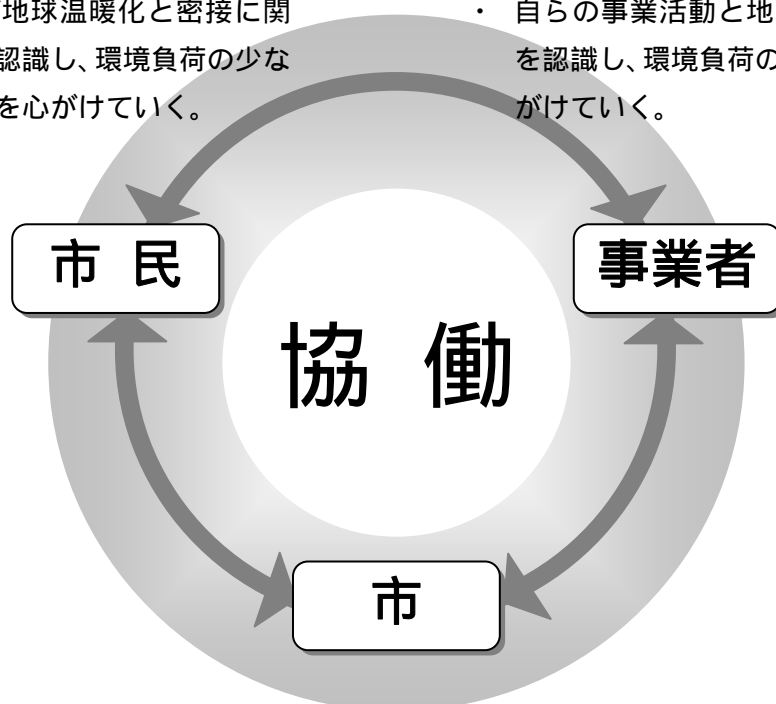 地球温暖化と密接に関
認識し、環境負荷の少な
を心がけていく。
・ 自らの事業活動と地
を認識し、環境負荷の
がけていく。
市 民
事業者
協 働
市